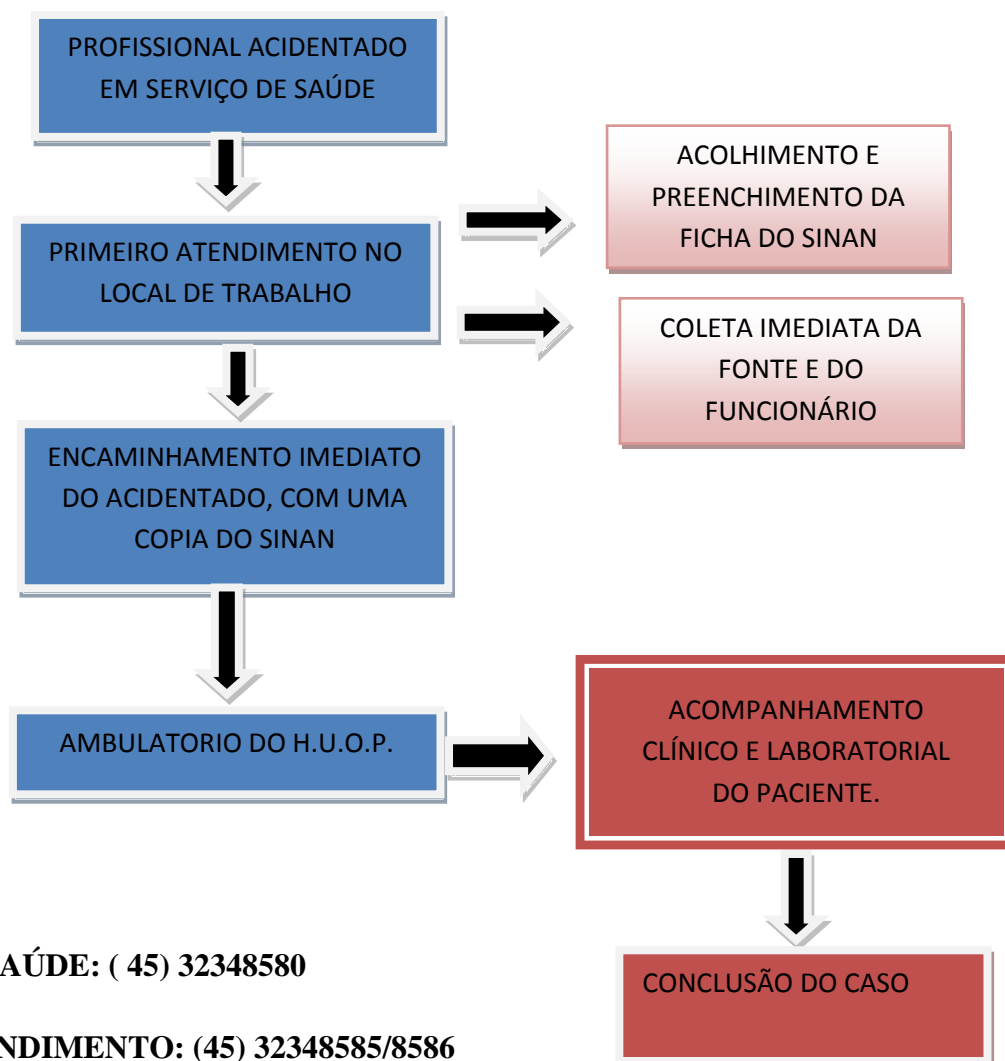 PROFISSIONAL ACIDENTADO
EM SERVIÇO DE SAÚDE
PRIMEIRO ATENDIMENTO NO
LOCAL DE TRABALHO
ACOLHIMENTO E
PREENCHIMENTO DA
FICHA DO SINAN
COLETA IMEDIATA DA
FONTE E DO
FUNCIONÁRIO
ENCAMINHAMENTO IMEDIATO
DO ACIDENTADO, COM UMA
COPIA DO SINAN
AMBULATORIO DO H.U.O.P.
ACOMPANHAMENTO
CLÍNICO E LABORATORIAL
DO PACIENTE.
CONCLUSÃO DO CASO
AÚDE: ( 45) 32348580
NDIMENTO: (45) 32348585/8586